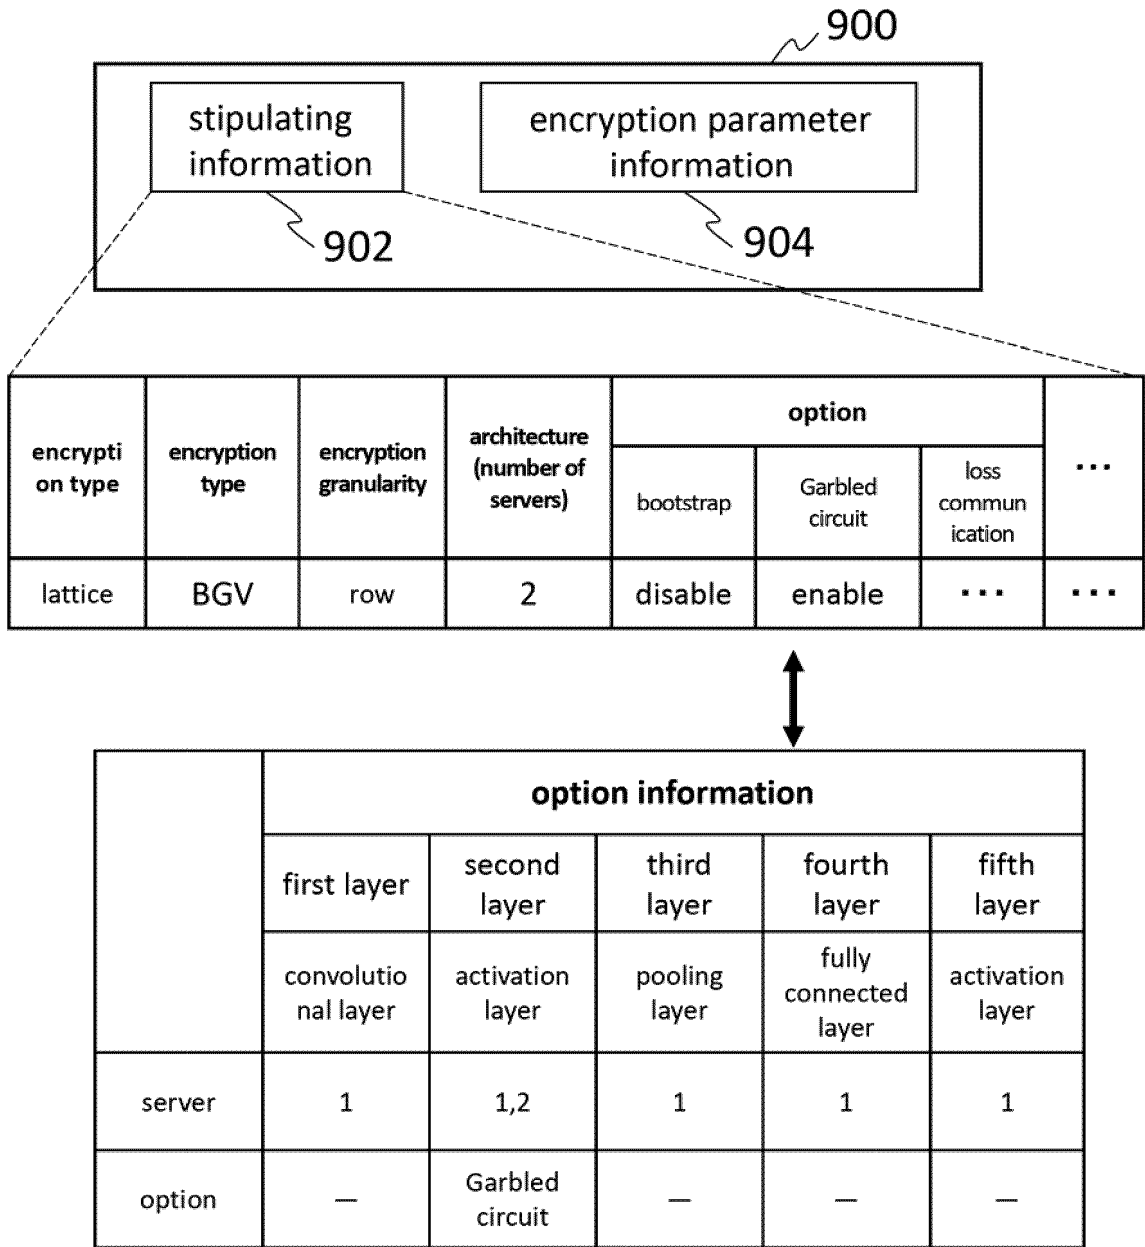 900
stipulating
information
encryption parameter
information
902
904
encrypti
on type
encryption
type
encryption
granularity
architecture
(number of
servers)
option
bootstrap
Garbled
circuit
loss
commun
ication
...
lattice
BGV
row
2
disable
enable
...
...
option information
first layer
second
layer
third
layer
fourth
layer
fifth
layer
convolutio
nal layer
activation
layer
pooling
layer
fully
connected
layer
activation
layer
server
1
1,2
1
1
1
option
—
Garbled
circuit
—
—
—